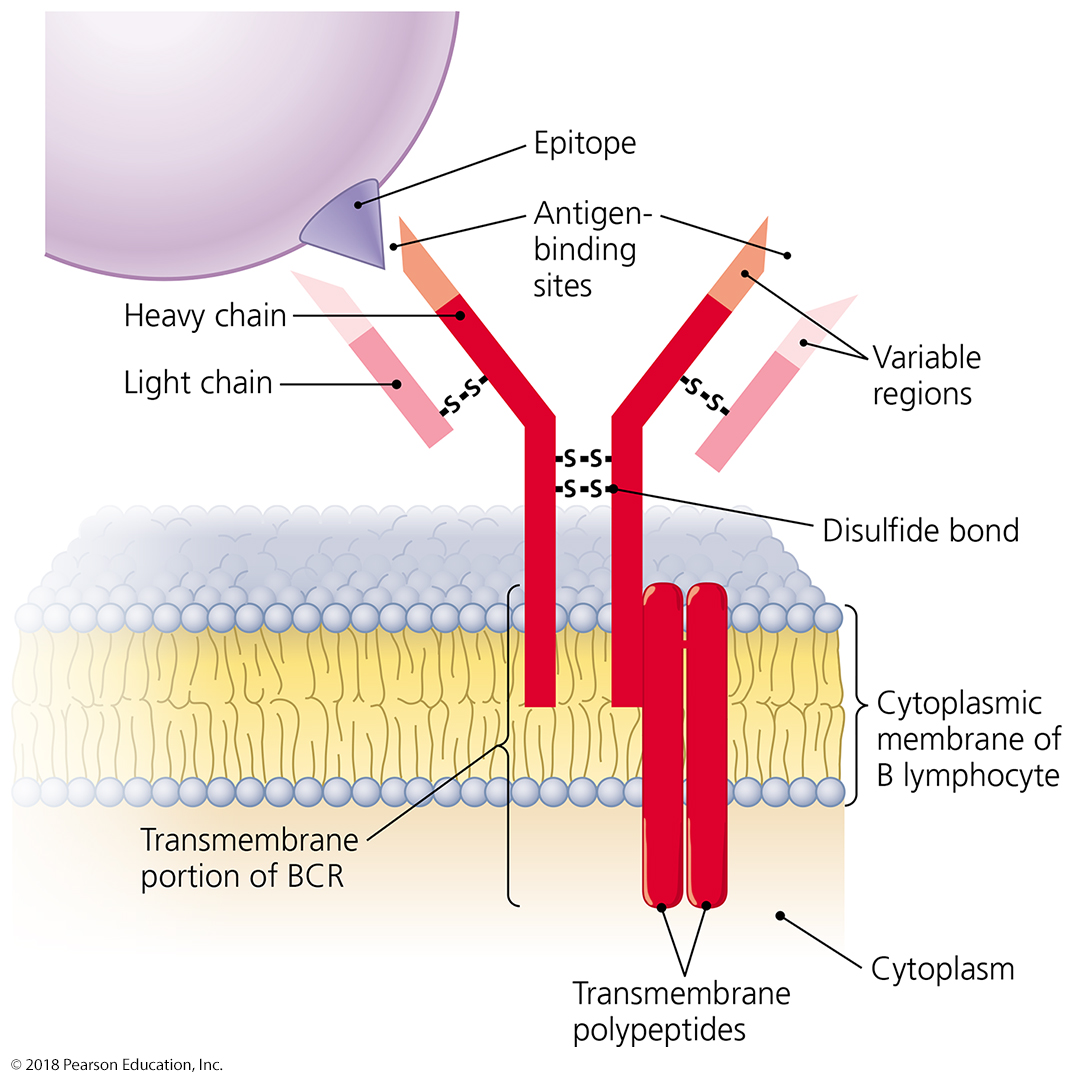 Epitope
Antigen-
binding
sites
Heavy chain
Light chain
Variable
regions
-S-S-
-S-S-
-S-S-
-S-S-
Disulfide bond
Cytoplasmic
membrane of
B lymphocyte
Transmembrane
portion of BCR
Cytoplasm
Transmembrane
polypeptides
© 2018 Pearson Education, Inc.